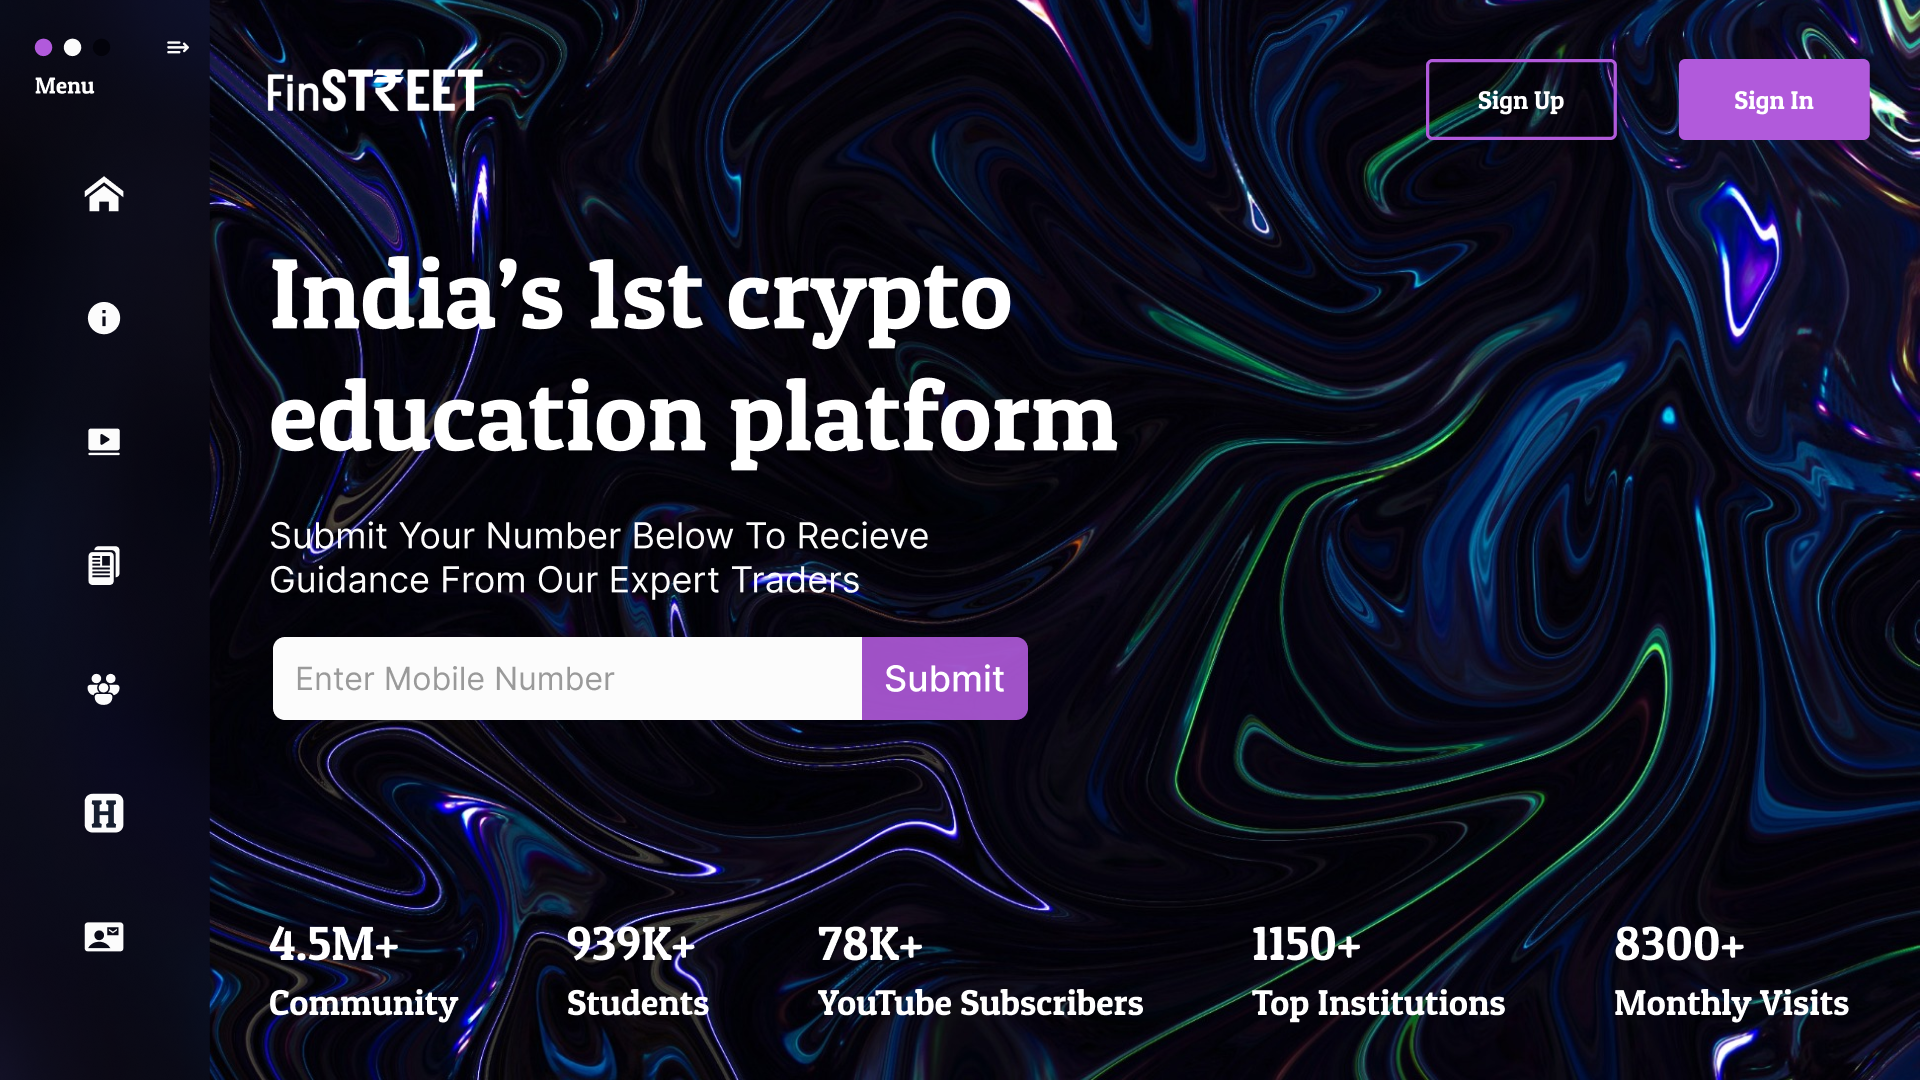 Menu
FinST₹EET
Sign Up
Sign In
India’s 1st crypto
education platform
Submit Your Number Below To Recieve
Guidance From Our Expert Traders
Enter Mobile Number
Submit
H
4.5M+
Community
939K+
Students
78K+
YouTube Subscribers
1150+
Top Institutions
8300+
Monthly Visits